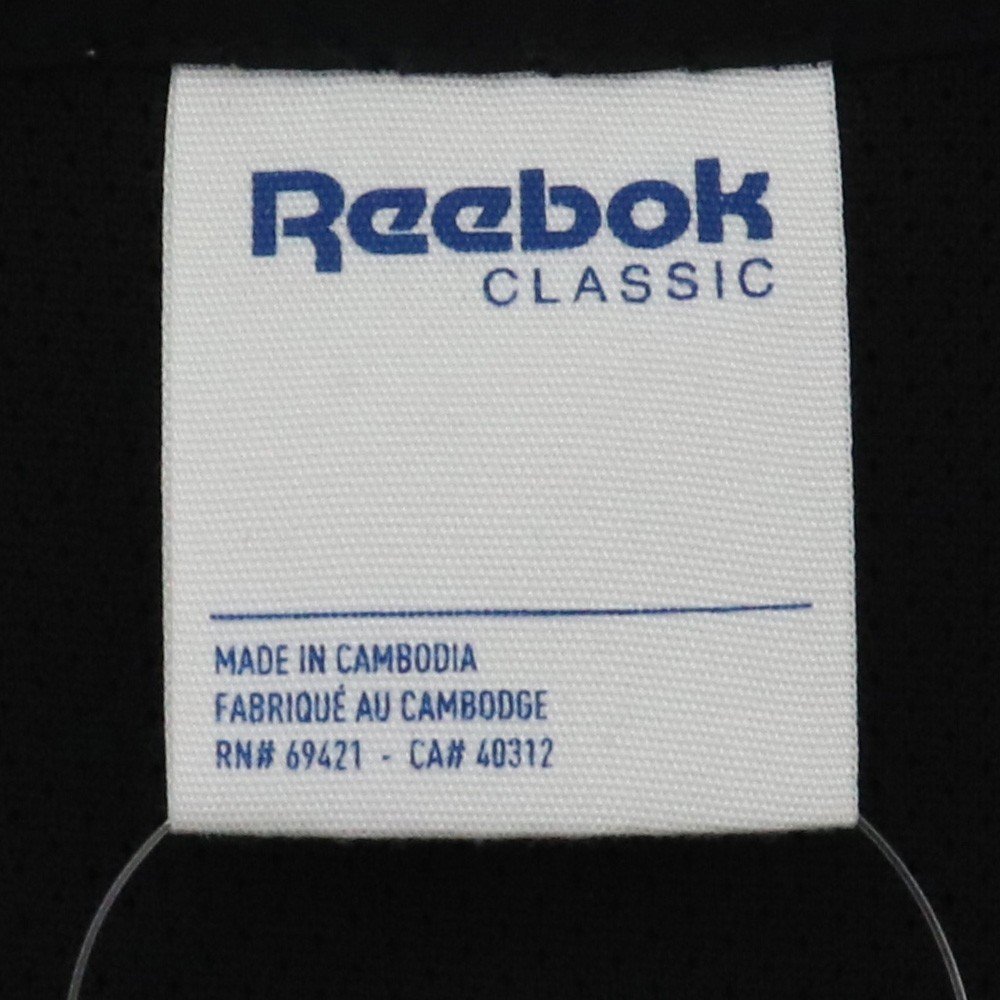 Reebok
CLASSIC
MADE IN CAMBODIA
FABRIQUÉ AU CAMBODGE
RN# 69421 - CA# 40312